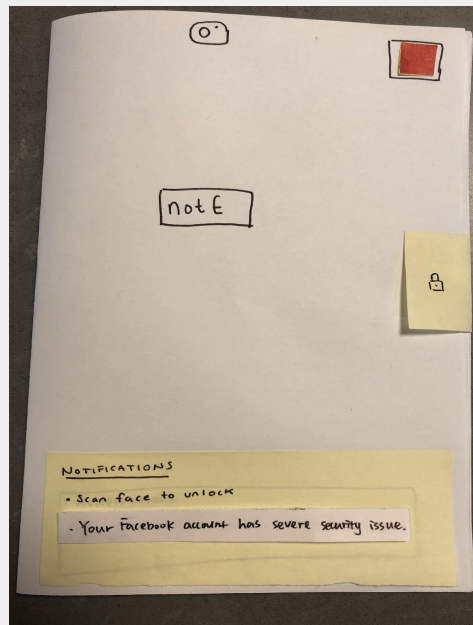 notE
NOTIFICATIONS
• Scan face to unlock
- Your Facebook account has severe security issue.